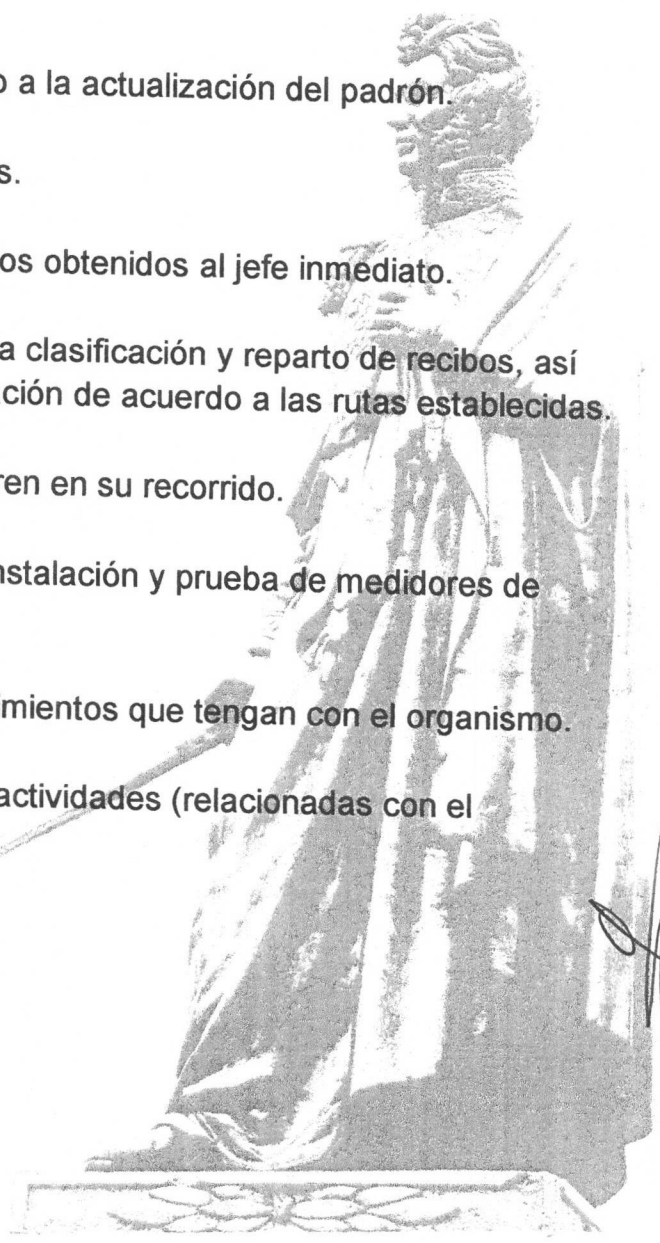 a la actualización del padrón.
s.
os obtenidos al jefe inmediato.
a clasificación y reparto de recibos, así
ción de acuerdo a las rutas establecidas.
ren en su recorrido.
nstalación y prueba de medidores de
imientos que tengan con el organismo.
actividades (relacionadas con el